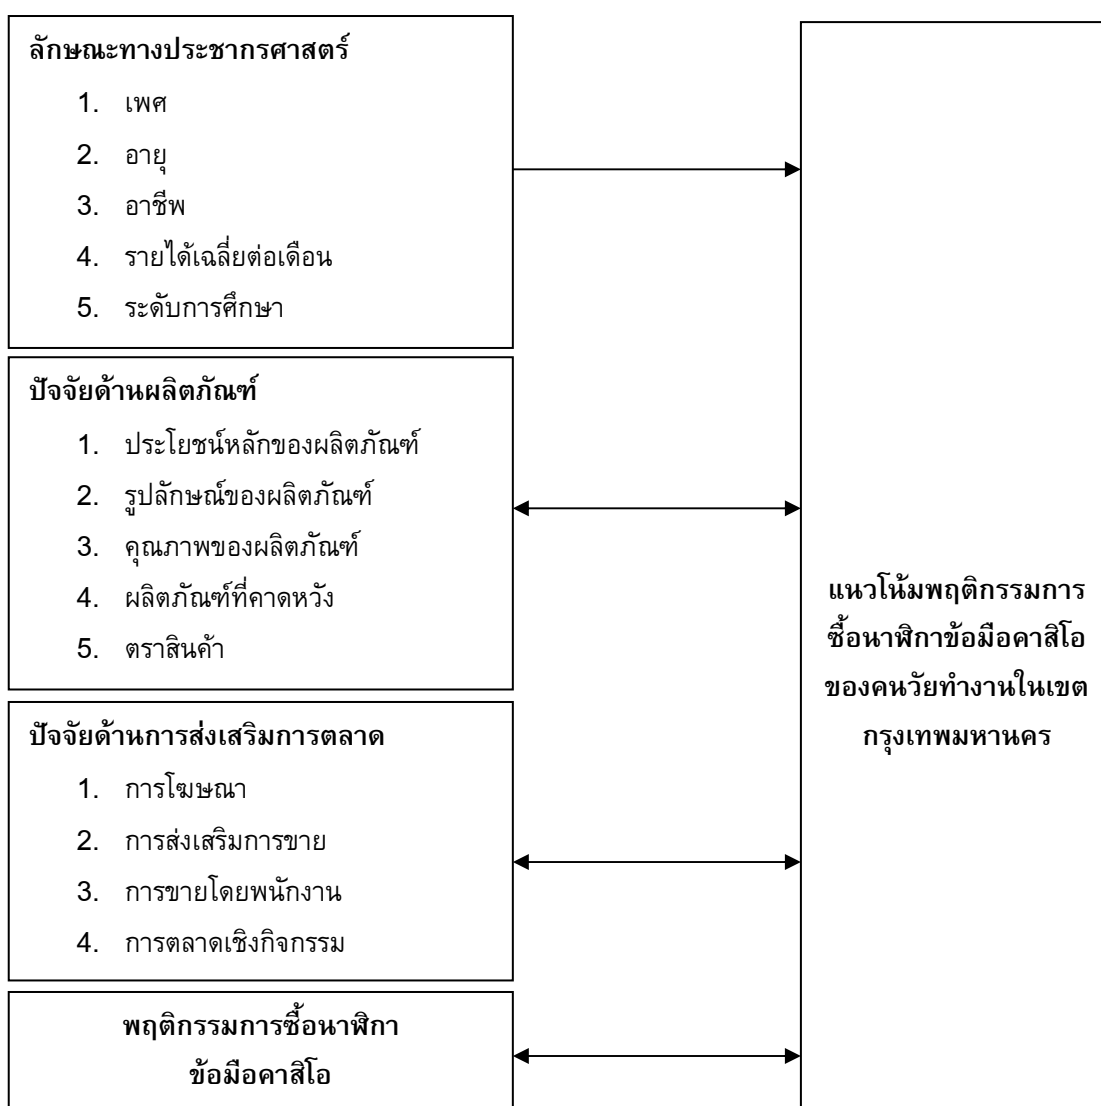 ลักษณะทางประชากรศาสตร์
1. เพศ
2. อายุ
3. อาชีพ
4. รายได้เฉลี่ยต่อเดือน
5. ระดับการศึกษา
ปัจจัยด้านผลิตภัณฑ์
1. ประโยชน์หลักของผลิตภัณฑ์
2. รูปลักษณ์ของผลิตภัณฑ์
3. คุณภาพของผลิตภัณฑ์
4. ผลิตภัณฑ์ที่คาดหวัง
5. ตราสินค้า
ปัจจัยด้านการส่งเสริมการตลาด
1. การโฆษณา
2. การส่งเสริมการขาย
3. การขายโดยพนักงาน
4. การตลาดเชิงกิจกรรม
พฤติกรรมการซื้อนาฬิกา
ข้อมือคาสิโอ
แนวโน้มพฤติกรรมการ
ซื้อนาฬิกาข้อมือคาสิโอ
ของคนวัยทำงานในเขต
กรุงเทพมหานคร